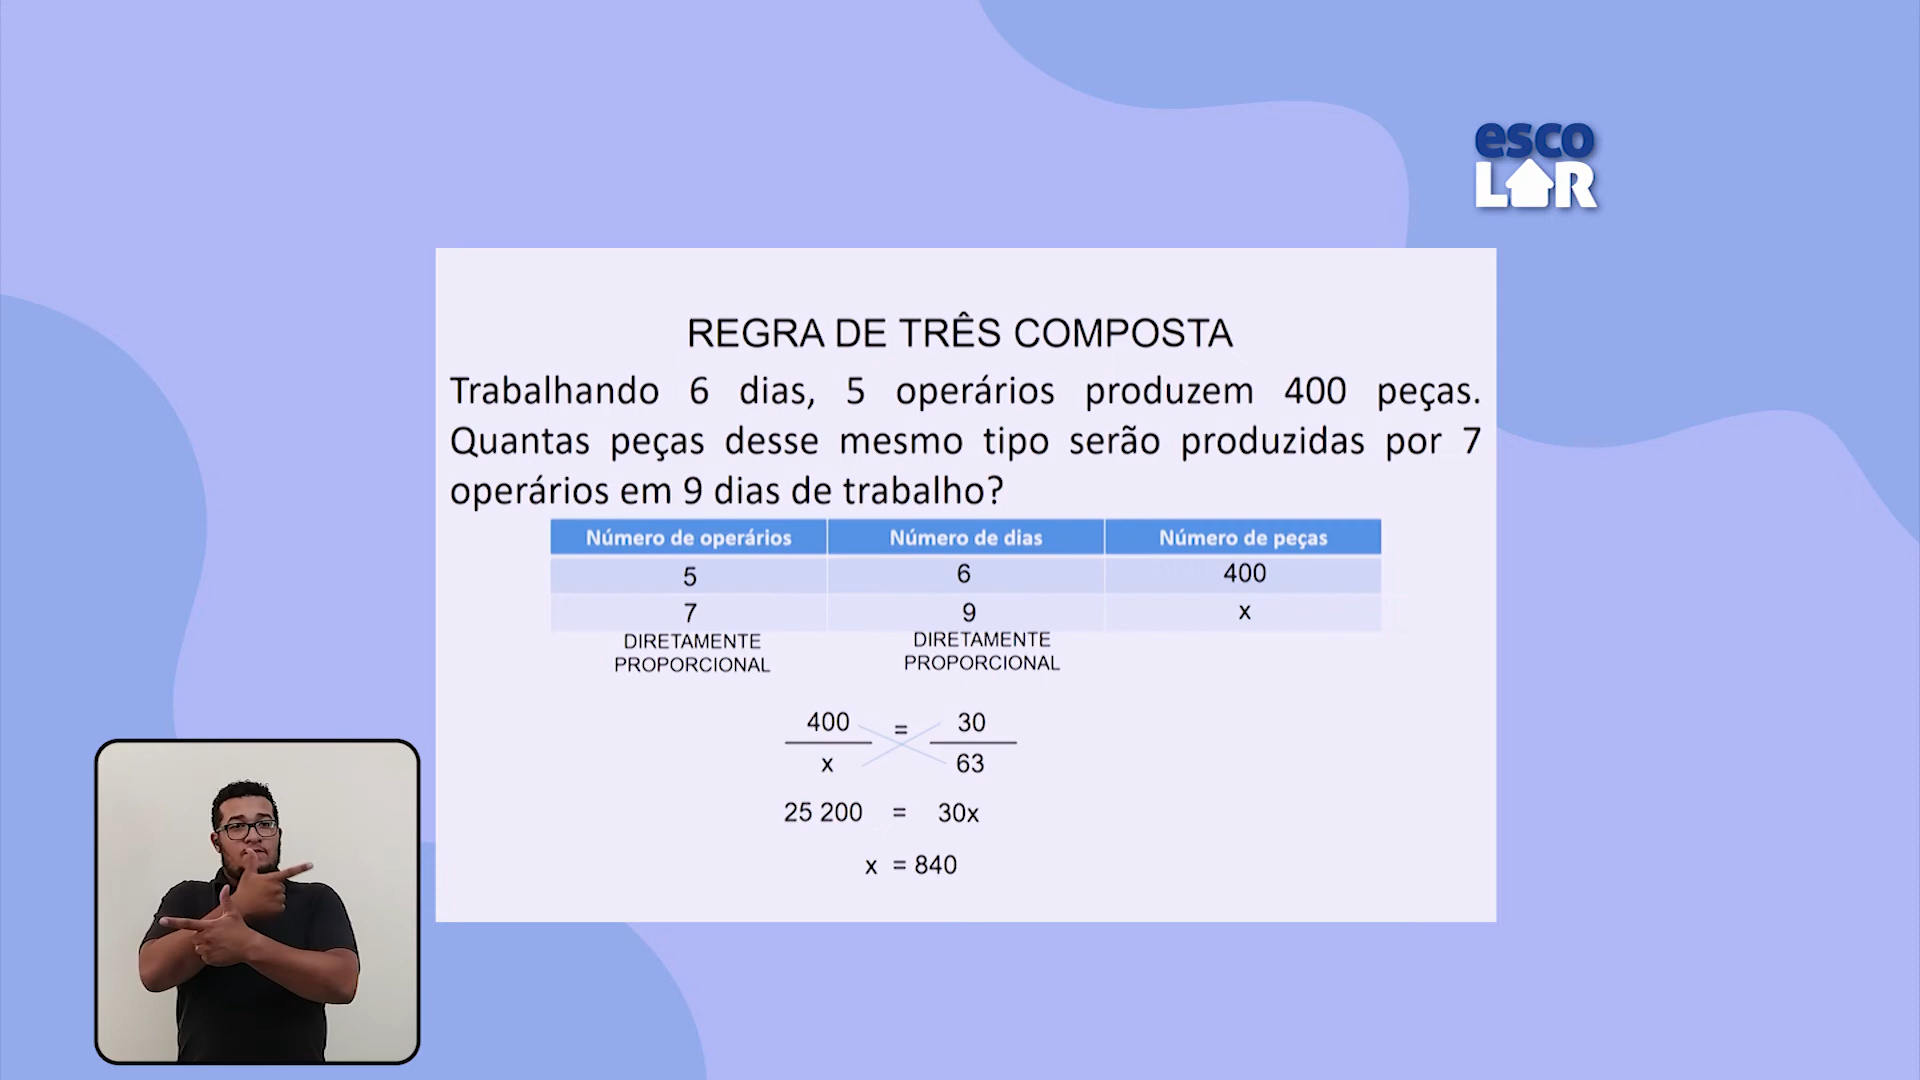 esco
LAR
REGRA DE TRÊS COMPOSTA
Trabalhando 6 dias, 5 operários produzem 400 peças.
Quantas peças desse mesmo tipo serão produzidas por 7
operários em 9 dias de trabalho?
Número de operários Número de dias Número de peças
5 6 400
7 9 x
DIRETAMENTE DIRETAMENTE
PROPORCIONAL PROPORCIONAL
400 = 30
x 63
25 200 = 30x
x = 840